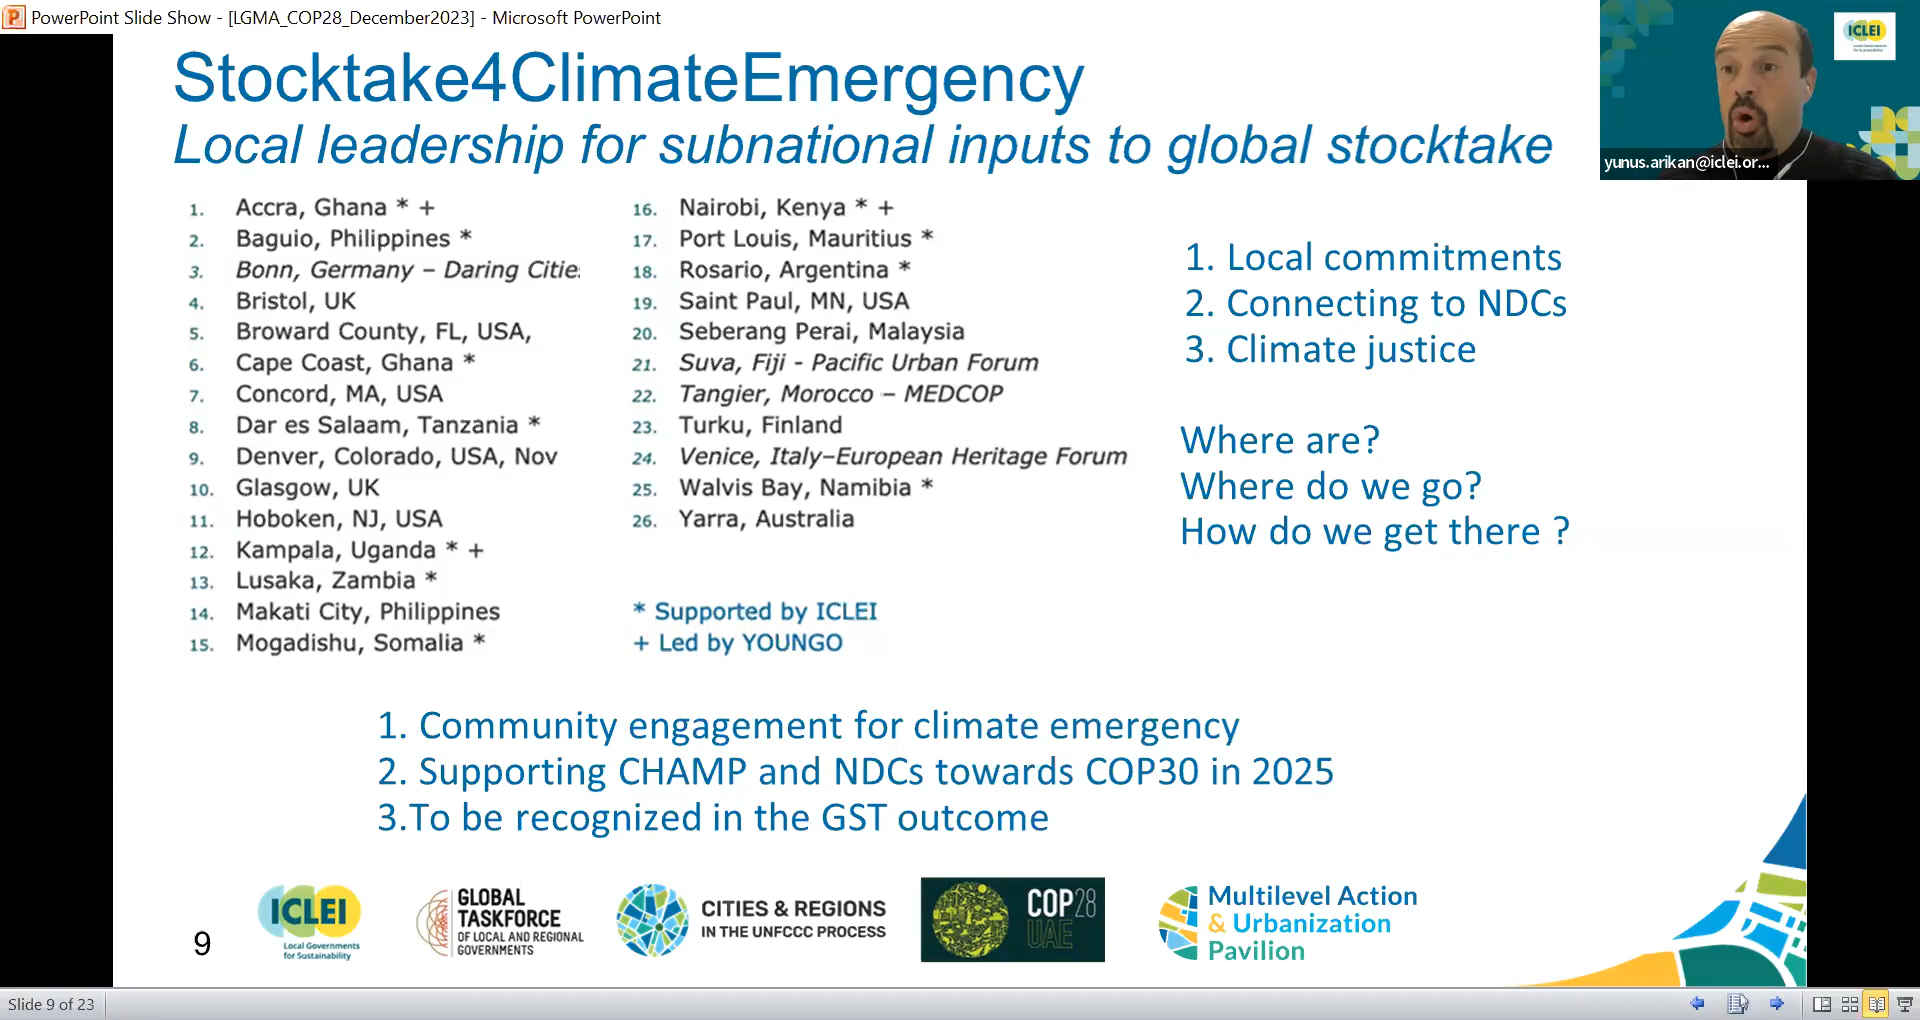 PowerPoint Slide Show - [LGMA_COP28_December2023] - Microsoft PowerPoint
ICLEI
Local Governments
for Sustainability
yunus.arikan@iclei.or...
Stocktake4ClimateEmergency
Local leadership for subnational inputs to global stocktake
1. Accra, Ghana * +
2. Baguio, Philippines *
3. Bonn, Germany – Daring Cities
4. Bristol, UK
5. Broward County, FL, USA,
6. Cape Coast, Ghana *
7. Concord, MA, USA
8. Dar es Salaam, Tanzania *
9. Denver, Colorado, USA, Nov
10. Glasgow, UK
11. Hoboken, NJ, USA
12. Kampala, Uganda * +
13. Lusaka, Zambia *
14. Makati City, Philippines
15. Mogadishu, Somalia *
16. Nairobi, Kenya * +
17. Port Louis, Mauritius *
18. Rosario, Argentina *
19. Saint Paul, MN, USA
20. Seberang Perai, Malaysia
21. Suva, Fiji - Pacific Urban Forum
22. Tangier, Morocco – MEDCOP
23. Turku, Finland
24. Venice, Italy–European Heritage Forum
25. Walvis Bay, Namibia *
26. Yarra, Australia
* Supported by ICLEI
+ Led by YOUNGO
1. Local commitments
2. Connecting to NDCs
3. Climate justice
Where are?
Where do we go?
How do we get there ?
1. Community engagement for climate emergency
2. Supporting CHAMP and NDCs towards COP30 in 2025
3.To be recognized in the GST outcome
9
ICLEI
Local Governments
for Sustainability
GLOBAL
TASKFORCE
OF LOCAL AND REGIONAL
GOVERNMENTS
CITIES & REGIONS
IN THE UNFCCC PROCESS
COP28
UAE
Multilevel Action
& Urbanization
Pavilion
Slide 9 of 23